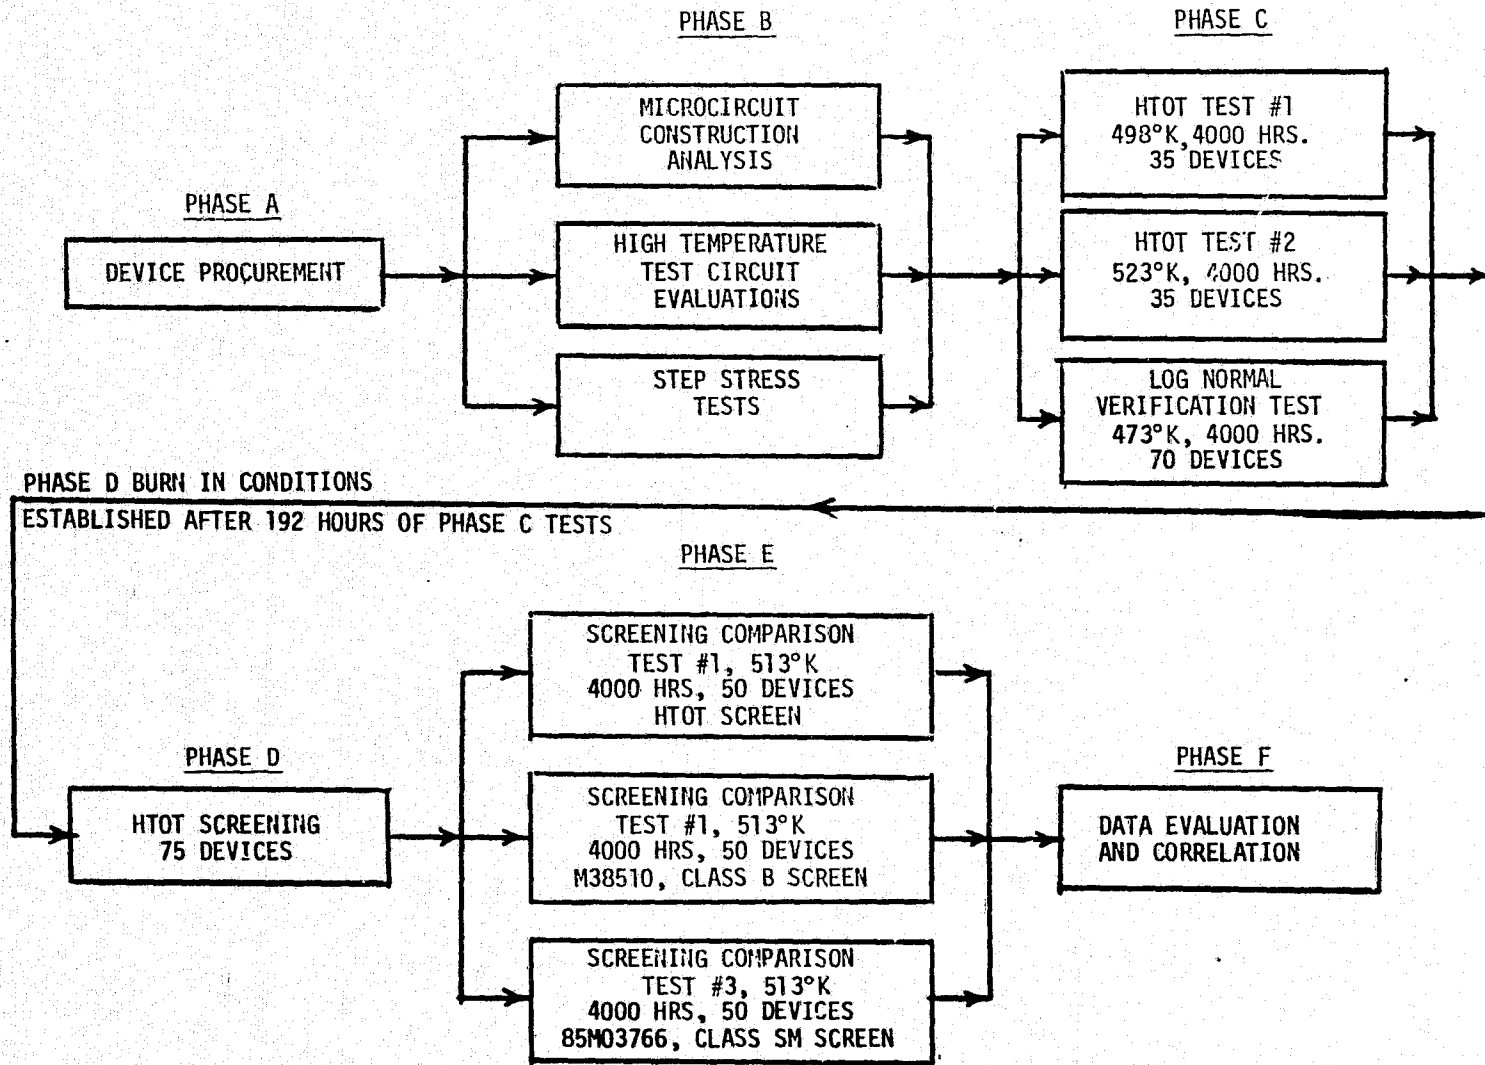 PHASE A
DEVICE PROCUREMENT
PHASE B
MICROCIRCUIT
CONSTRUCTION
ANALYSIS
HIGH TEMPERATURE
TEST CIRCUIT
EVALUATIONS
STEP STRESS
TESTS
PHASE C
HTOT TEST #1
498°K, 4000 HRS.
35 DEVICES
HTOT TEST #2
523°K, 4000 HRS.
35 DEVICES
LOG NORMAL
VERIFICATION TEST
473°K, 4000 HRS.
70 DEVICES
PHASE D BURN IN CONDITIONS
ESTABLISHED AFTER 192 HOURS OF PHASE C TESTS
PHASE D
HTOT SCREENING
75 DEVICES
PHASE E
SCREENING COMPARISON
TEST #1, 513°K
4000 HRS, 50 DEVICES
HTOT SCREEN
SCREENING COMPARISON
TEST #1, 513°K
4000 HRS, 50 DEVICES
M38510, CLASS B SCREEN
SCREENING COMPARISON
TEST #3, 513°K
4000 HRS, 50 DEVICES
85M03766, CLASS SM SCREEN
PHASE F
DATA EVALUATION
AND CORRELATION